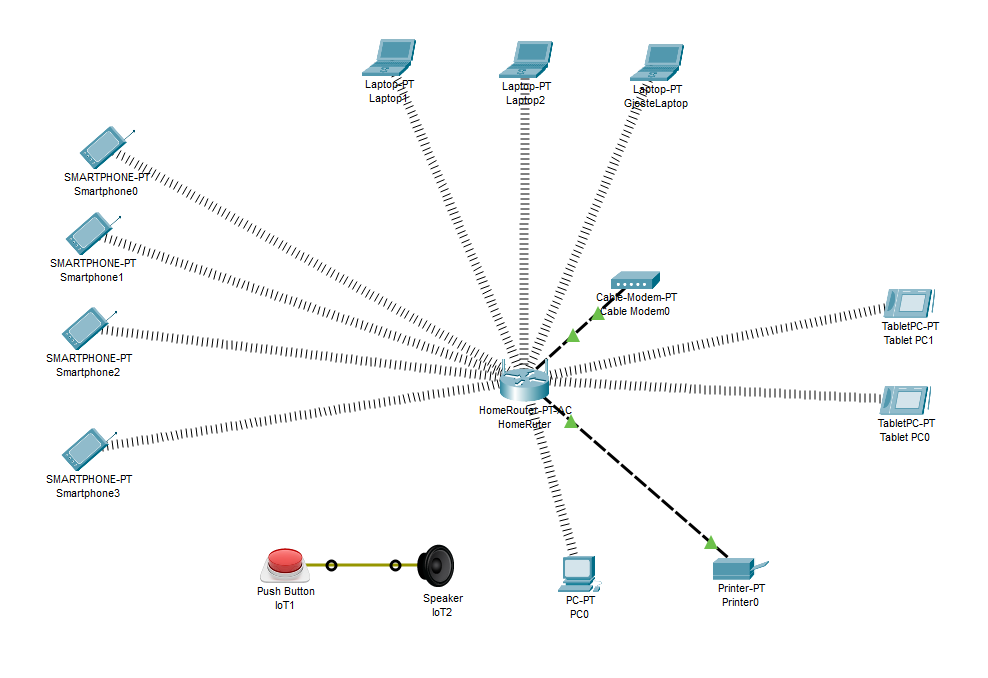 Laptop-PT
Laptop1
Laptop-PT
Laptop2
Laptop-PT
GjesteLaptop
SMARTPHONE-PT
Smartphone0
SMARTPHONE-PT
Smartphone1
Cable-Modem-PT
Cable Modem0
TabletPC-PT
Tablet PC1
SMARTPHONE-PT
Smartphone2
HomeRouter-PT-AC
HomeRuter
TabletPC-PT
Tablet PC0
SMARTPHONE-PT
Smartphone3
Push Button
IoT1
Speaker
IoT2
PC-PT
PC0
Printer-PT
Printer0